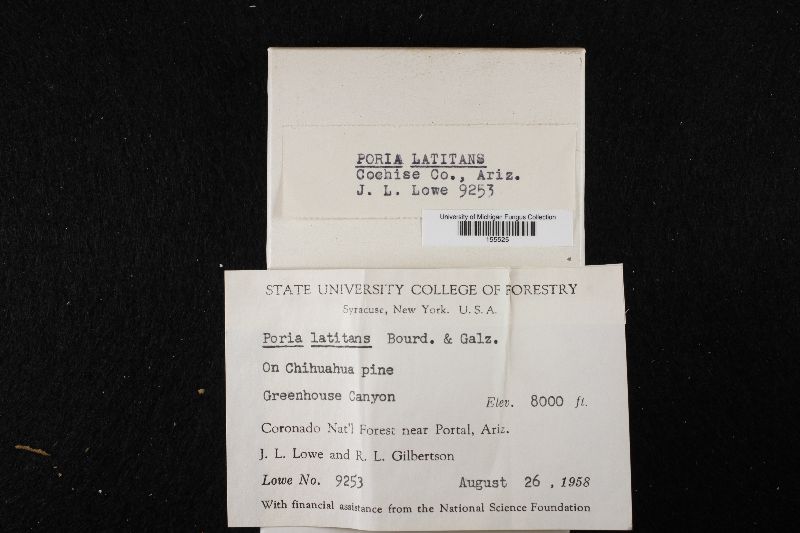 PORIA LATITANS
Cochise Co., Ariz.
J. L. Lowe 9253
University of Michigan Fungus Collection
155525
STATE UNIVERSITY COLLEGE OF FORESTRY
Syracuse, New York. U. S. A.
Poria latitans Bourd. & Galz.
On Chihuahua pine
Greenhouse Canyon Elev. 8000 ft.
Coronado Nat'l Forest near Portal, Ariz.
J. L. Lowe and R. L. Gilbertson
Lowe No. 9253 August 26, 1958
With financial assistance from the National Science Foundation